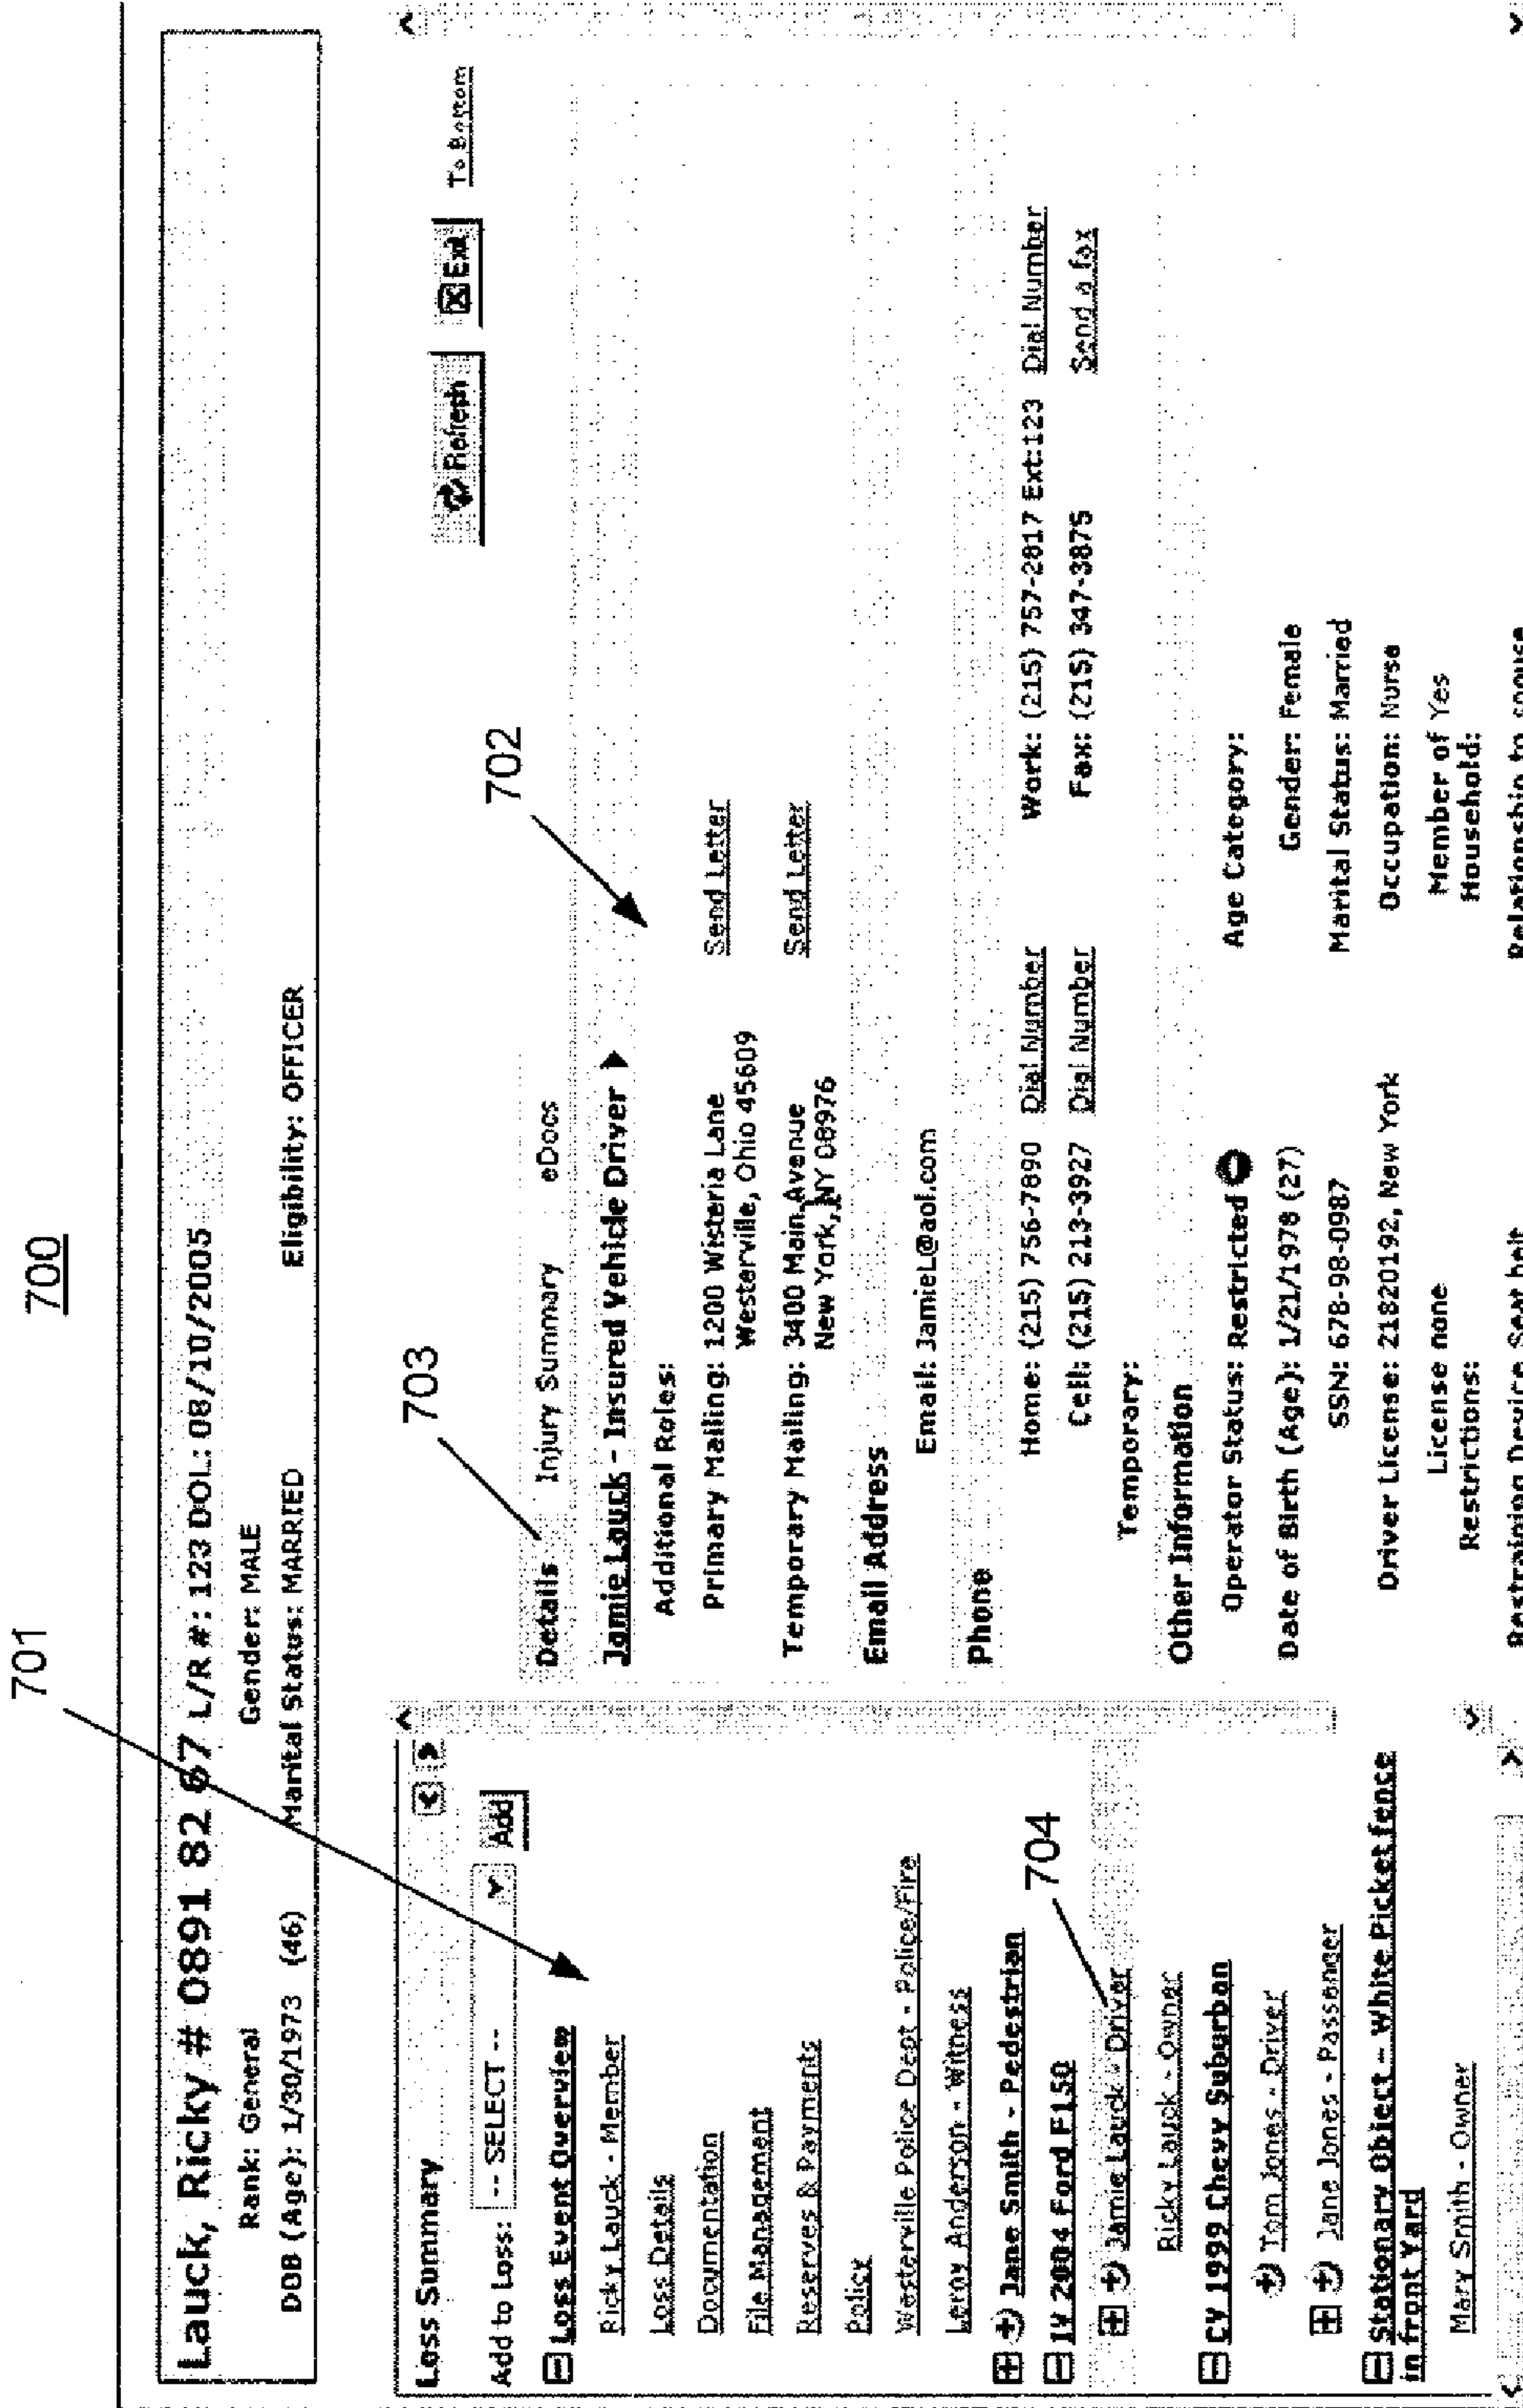 700
701
Lauck, Ricky # 0891 82 67 L/R #: 123 DOL: 08/10/2005
Rank: General
Gender: MALE
DOB (Age): 1/30/1973 (46)
Marital Status: MARRIED
Eligibility: OFFICER
Loss Summary
Add to Loss: -- SELECT -- Add
Loss Event Overview
Ricky Lauck - Member
Loss Details
Documentation
File Management
Reserves & Payments
Policy
Westerville Police Dept - Police/Fire
Leroy Anderson - Witness
Jane Smith - Pedestrian
IV 2004 Ford F150
704
Jamie Lauck - Driver
Ricky Lauck - Owner
CV 1999 Chevy Suburban
Tom Jones - Driver
Jane Jones - Passenger
Stationary Object - White Picket fence
in front Yard
Mary Smith - Owner
Refresh Exit To Bottom
703
702
Details Injury Summary eDocs
Jamie Lauck - Insured Vehicle Driver
Additional Roles:
Primary Mailing: 1200 Wisteria Lane Send Letter
Westerville, Ohio 45609
Temporary Mailing: 3400 Main Avenue Send Letter
New York, NY 08976
Email Address
Email: JamieL@aol.com
Phone
Home: (215) 756-7890 Dial Number Work: (215) 757-2817 Ext:123 Dial Number
Cell: (215) 213-3927 Dial Number Fax: (215) 347-3875 Send a fax
Temporary:
Other Information
Operator Status: Restricted Age Category:
Date of Birth (Age): 1/21/1978 (27) Gender: Female
SSN: 678-98-0987 Marital Status: Married
Driver License: 21820192, New York Occupation: Nurse
License none Member of Yes
Restrictions: Household:
Restraining Device Seat belt Relationship to spouse